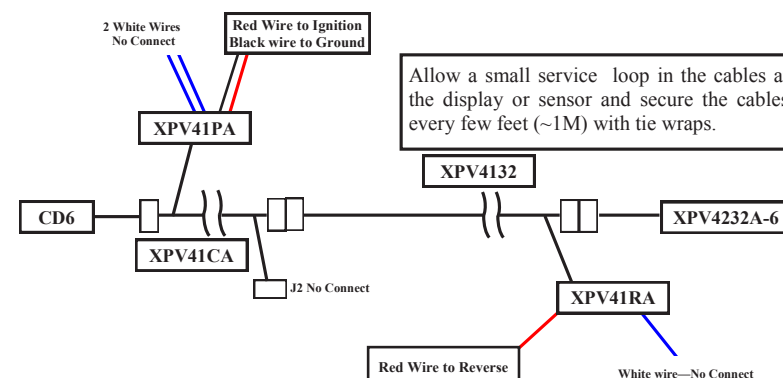 2 White Wires
No Connect
Red Wire to Ignition
Black wire to Ground
Allow a small service loop in the cables a
the display or sensor and secure the cables
every few feet (~1M) with tie wraps.
XPV41PA
XPV4132
CD6
XPV4232A-6
XPV41CA
J2 No Connect
XPV41RA
Red Wire to Reverse
White wire—No Connect